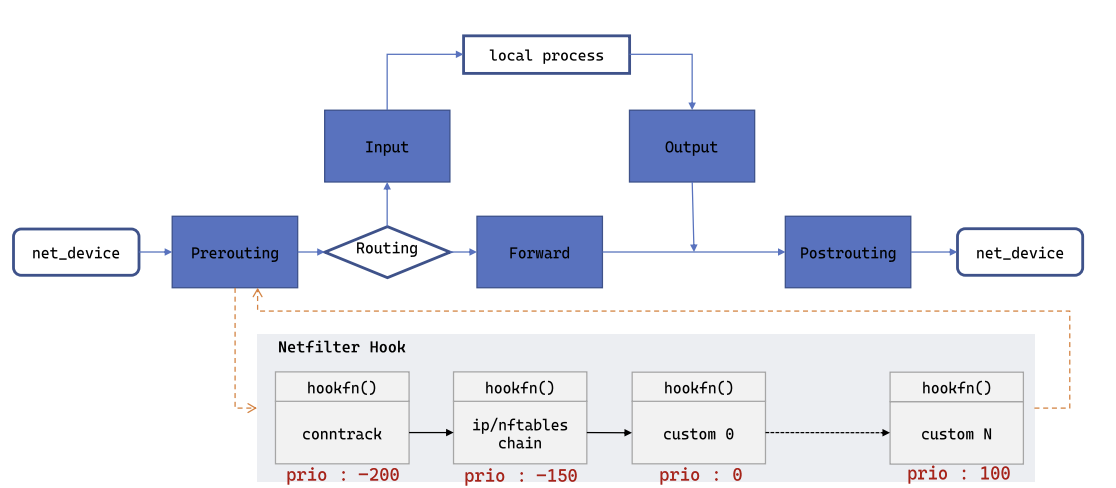 local process
Input
Output
net_device
Prerouting
Routing
Forward
Postrouting
net_device
Netfilter Hook
hookfn()
hookfn()
hookfn()
hookfn()
conntrack
ip/nftables
chain
custom 0
custom N
prio : −200
prio : −150
prio : 0
prio : 100